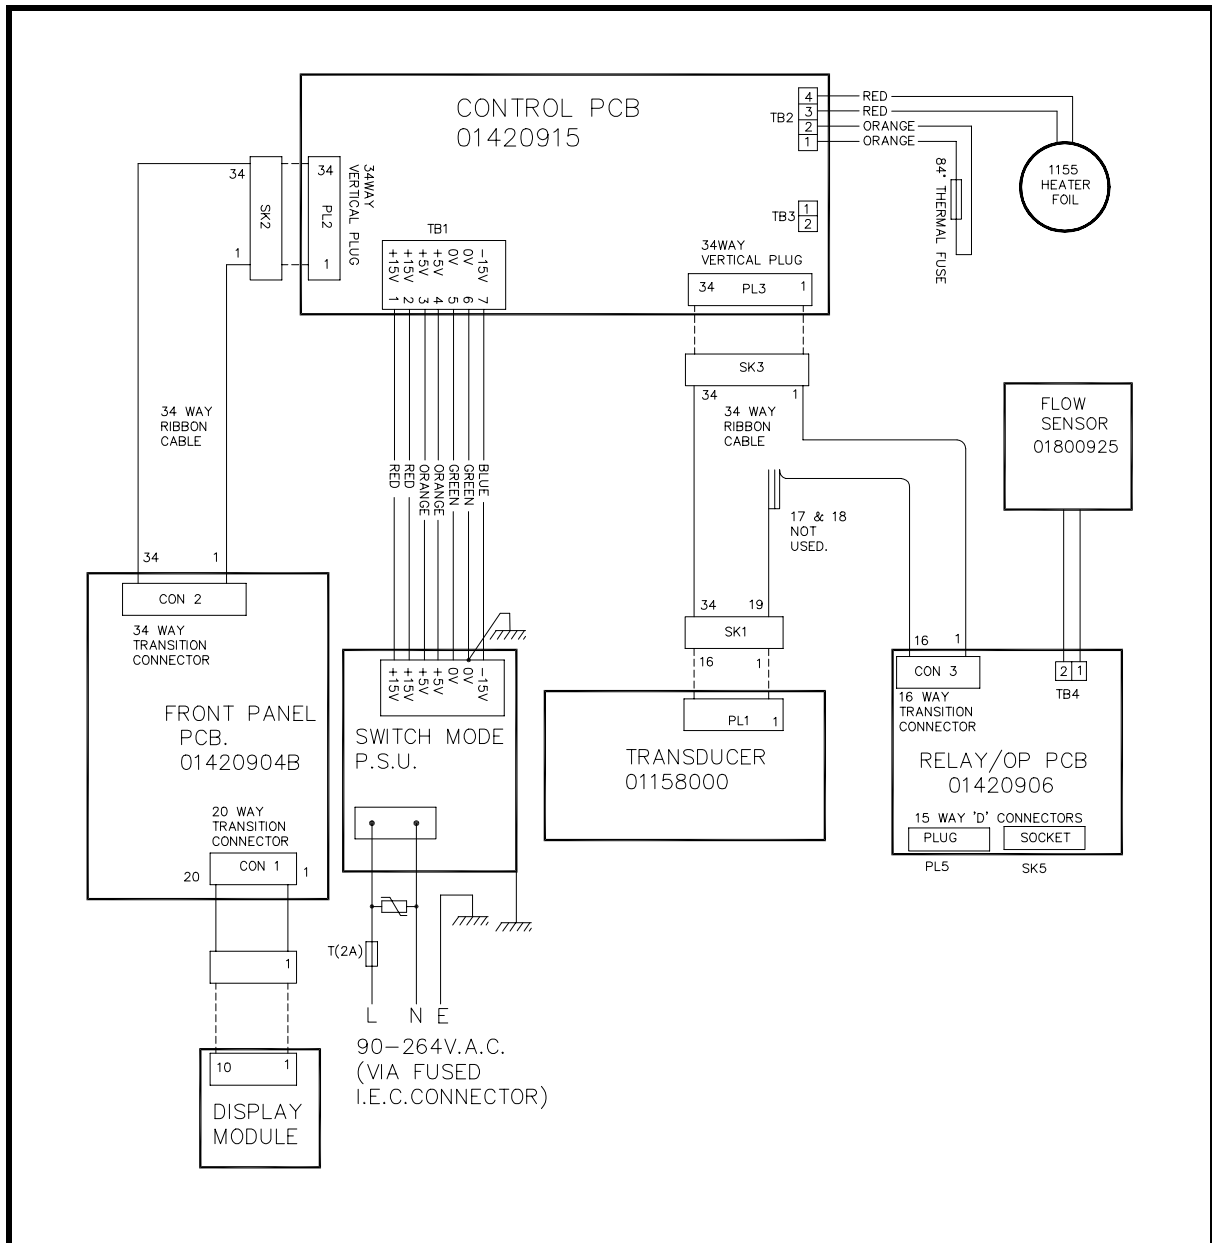 CONTROL PCB
01420915
TB2
4
3
2
1
RED
RED
ORANGE
ORANGE
84° THERMAL FUSE
1155
HEATER
FOIL
TB3
1
2
34
SK2
1
34
PL2
1
34WAY
VERTICAL PLUG
TB1
+15V
+15V
+5V
+5V
0V
0V
-15V
1
2
3
4
5
6
7
34WAY
VERTICAL PLUG
34
PL3
1
SK3
34
1
34 WAY
RIBBON
CABLE
34 WAY
RIBBON
CABLE
RED
RED
ORANGE
ORANGE
GREEN
GREEN
BLUE
FLOW
SENSOR
01800925
17 & 18
NOT
USED.
34
1
CON 2
34 WAY
TRANSITION
CONNECTOR
FRONT PANEL
PCB.
01420904B
20 WAY
TRANSITION
CONNECTOR
20
CON 1
1
+15V
+15V
+5V
+5V
0V
0V
-15V
SWITCH MODE
P.S.U.
34
19
SK1
16
1
PL1
1
TRANSDUCER
01158000
16
1
CON 3
16 WAY
TRANSITION
CONNECTOR
2
1
TB4
RELAY/OP PCB
01420906
15 WAY 'D' CONNECTORS
PLUG
SOCKET
PL5
SK5
T(2A)
L
N
E
90-264V.A.C.
(VIA FUSED
I.E.C.CONNECTOR)
1
10
1
DISPLAY
MODULE